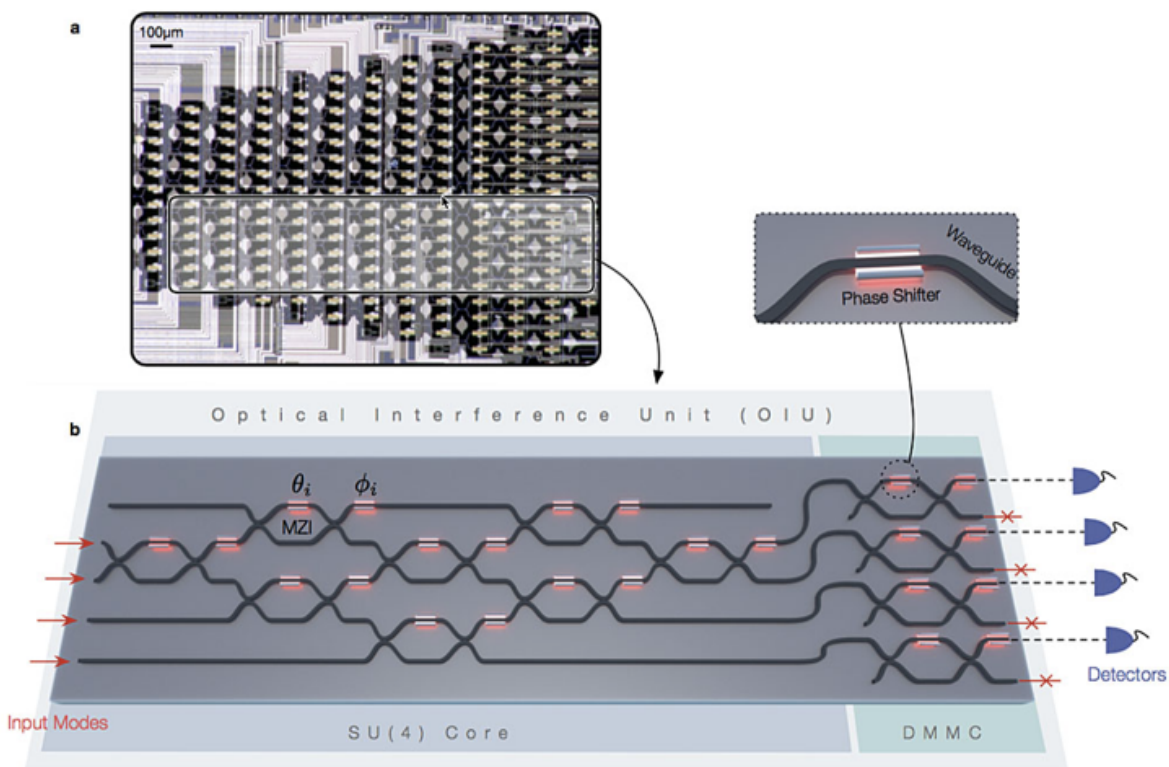 a
100μm
Waveguide
Phase Shifter
Optical Interference Unit (OIU)
b
θi
ϕi
MZI
Detectors
Input Modes
SU(4) Core
DMMC